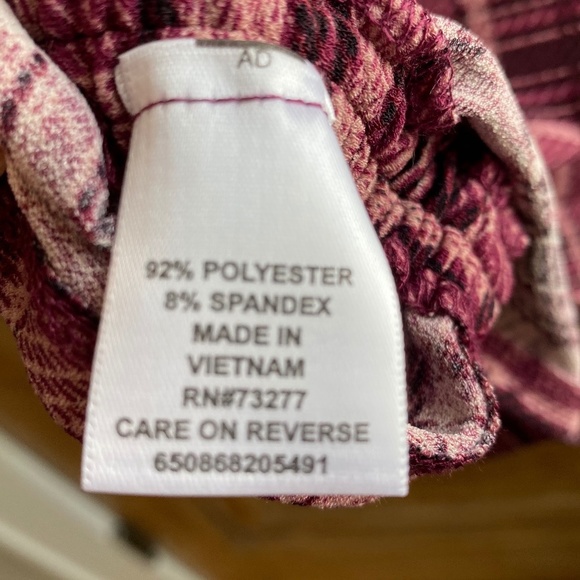 AD
92% POLYESTER
8% SPANDEX
MADE IN
VIETNAM
RN#73277
CARE ON REVERSE
650868205491